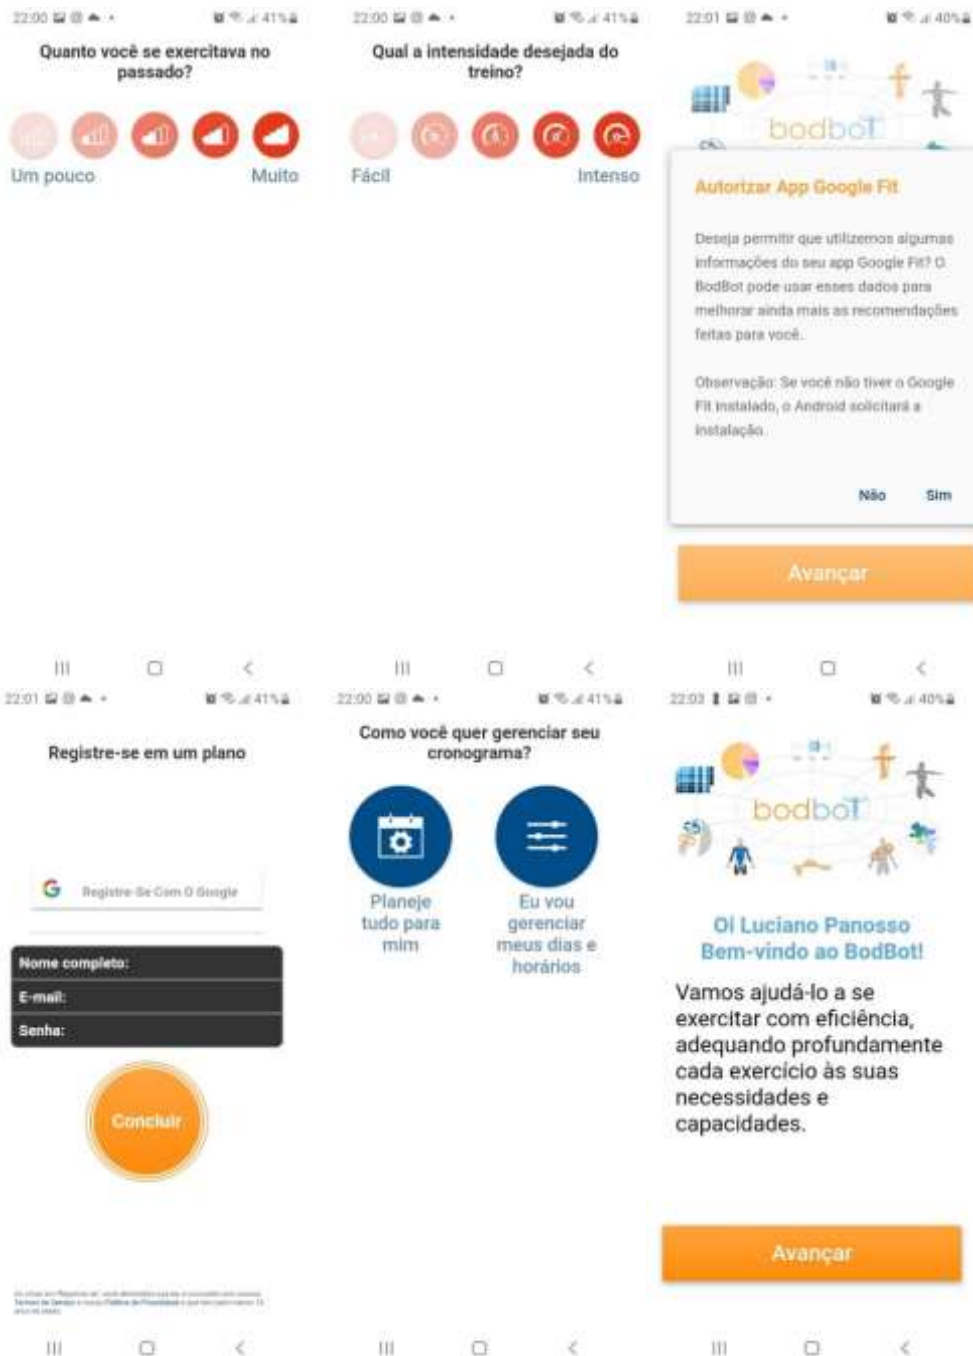 22:00
41%
Quanto você se exercitava no
passado?
Um pouco
Muito
22:00
41%
Qual a intensidade desejada do
treino?
Fácil
Intenso
22:01
40%
bodboT
Autorizar App Google Fit
Deseja permitir que utilizemos algumas
informações do seu app Google Fit? O
BodBot pode usar esses dados para
melhorar ainda mais as recomendações
feitas para você.
Observação: Se você não tiver o Google
Fit instalado, o Android solicitará a
instalação.
Não
Sim
Avançar
22:01
41%
Registre-se em um plano
G
Registre-Se Com O Google
Nome completo:
E-mail:
Senha:
Concluir
Termos de Serviço
Política de Privacidade
22:00
41%
Como você quer gerenciar seu
cronograma?
Planeje
tudo para
mim
Eu vou
gerenciar
meus dias e
horários
22:03
40%
bodboT
Oi Luciano Panosso
Bem-vindo ao BodBot!
Vamos ajudá-lo a se
exercitar com eficiência,
adequando profundamente
cada exercício às suas
necessidades e
capacidades.
Avançar